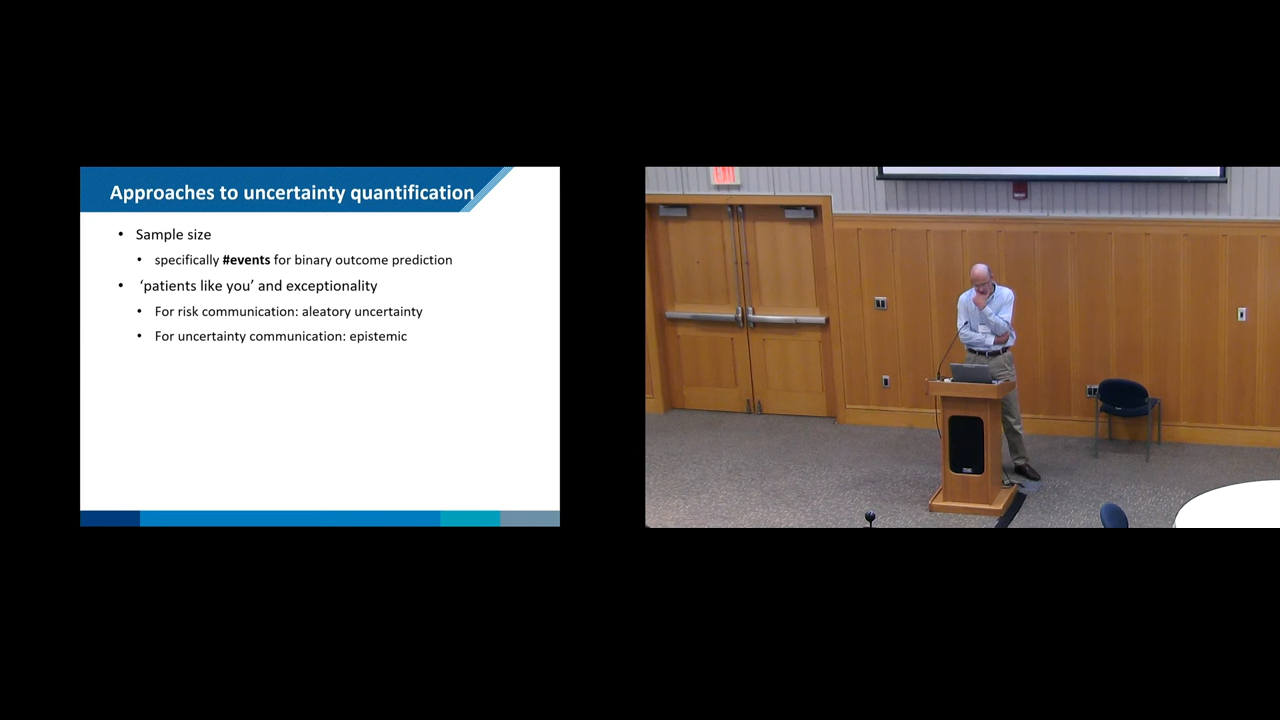 Approaches to uncertainty quantification
• Sample size
• specifically #events for binary outcome prediction
• ‘patients like you’ and exceptionality
• For risk communication: aleatory uncertainty
• For uncertainty communication: epistemic